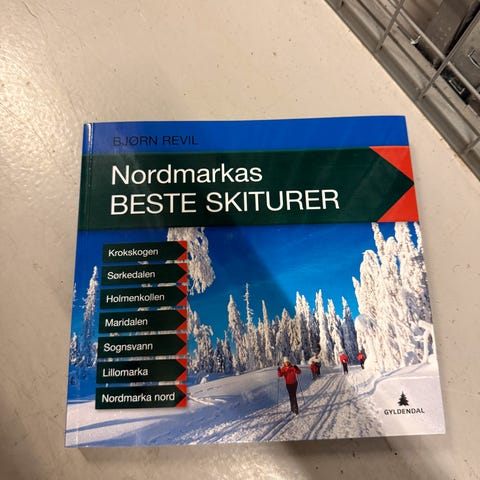 BJØRN REVIL
Nordmarkas
BESTE SKITURER
Krokskogen
Sørkedalen
Holmenkollen
Maridalen
Sognsvann
Lillomarka
Nordmarka nord
GYLDENDAL